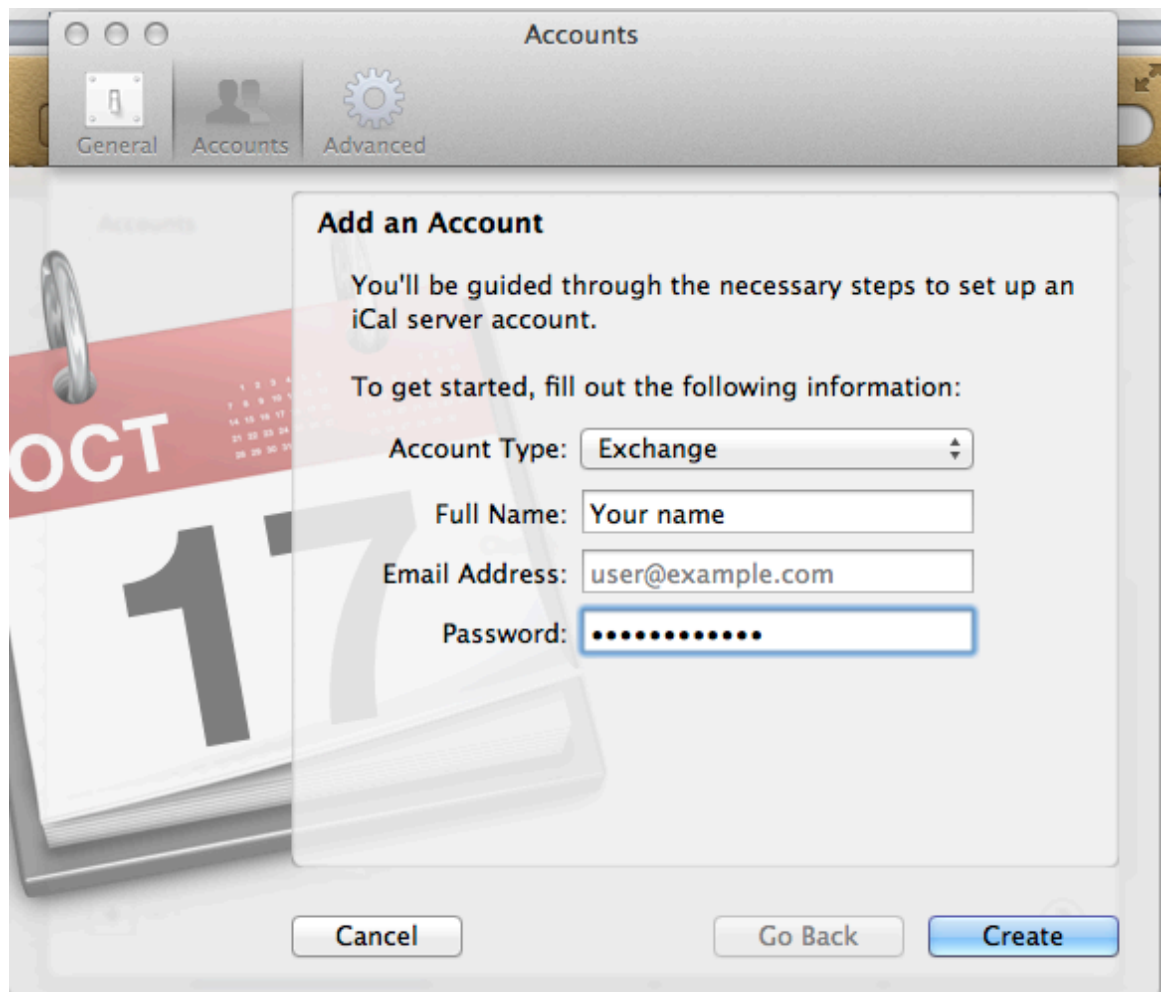 Accounts
General Accounts Advanced
Accounts
Add an Account
You'll be guided through the necessary steps to set up an
iCal server account.
To get started, fill out the following information:
Account Type: Exchange
Full Name: Your name
Email Address: user@example.com
Password: ••••••••••••
OCT
17
Cancel Go Back Create